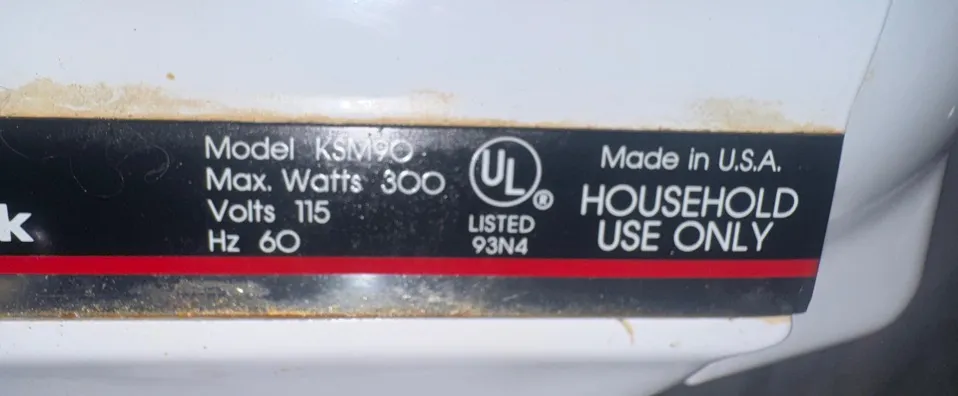 k
Model KSM90
Max. Watts 300
Volts 115
Hz 60
UL®
LISTED
93N4
Made in U.S.A.
HOUSEHOLD
USE ONLY